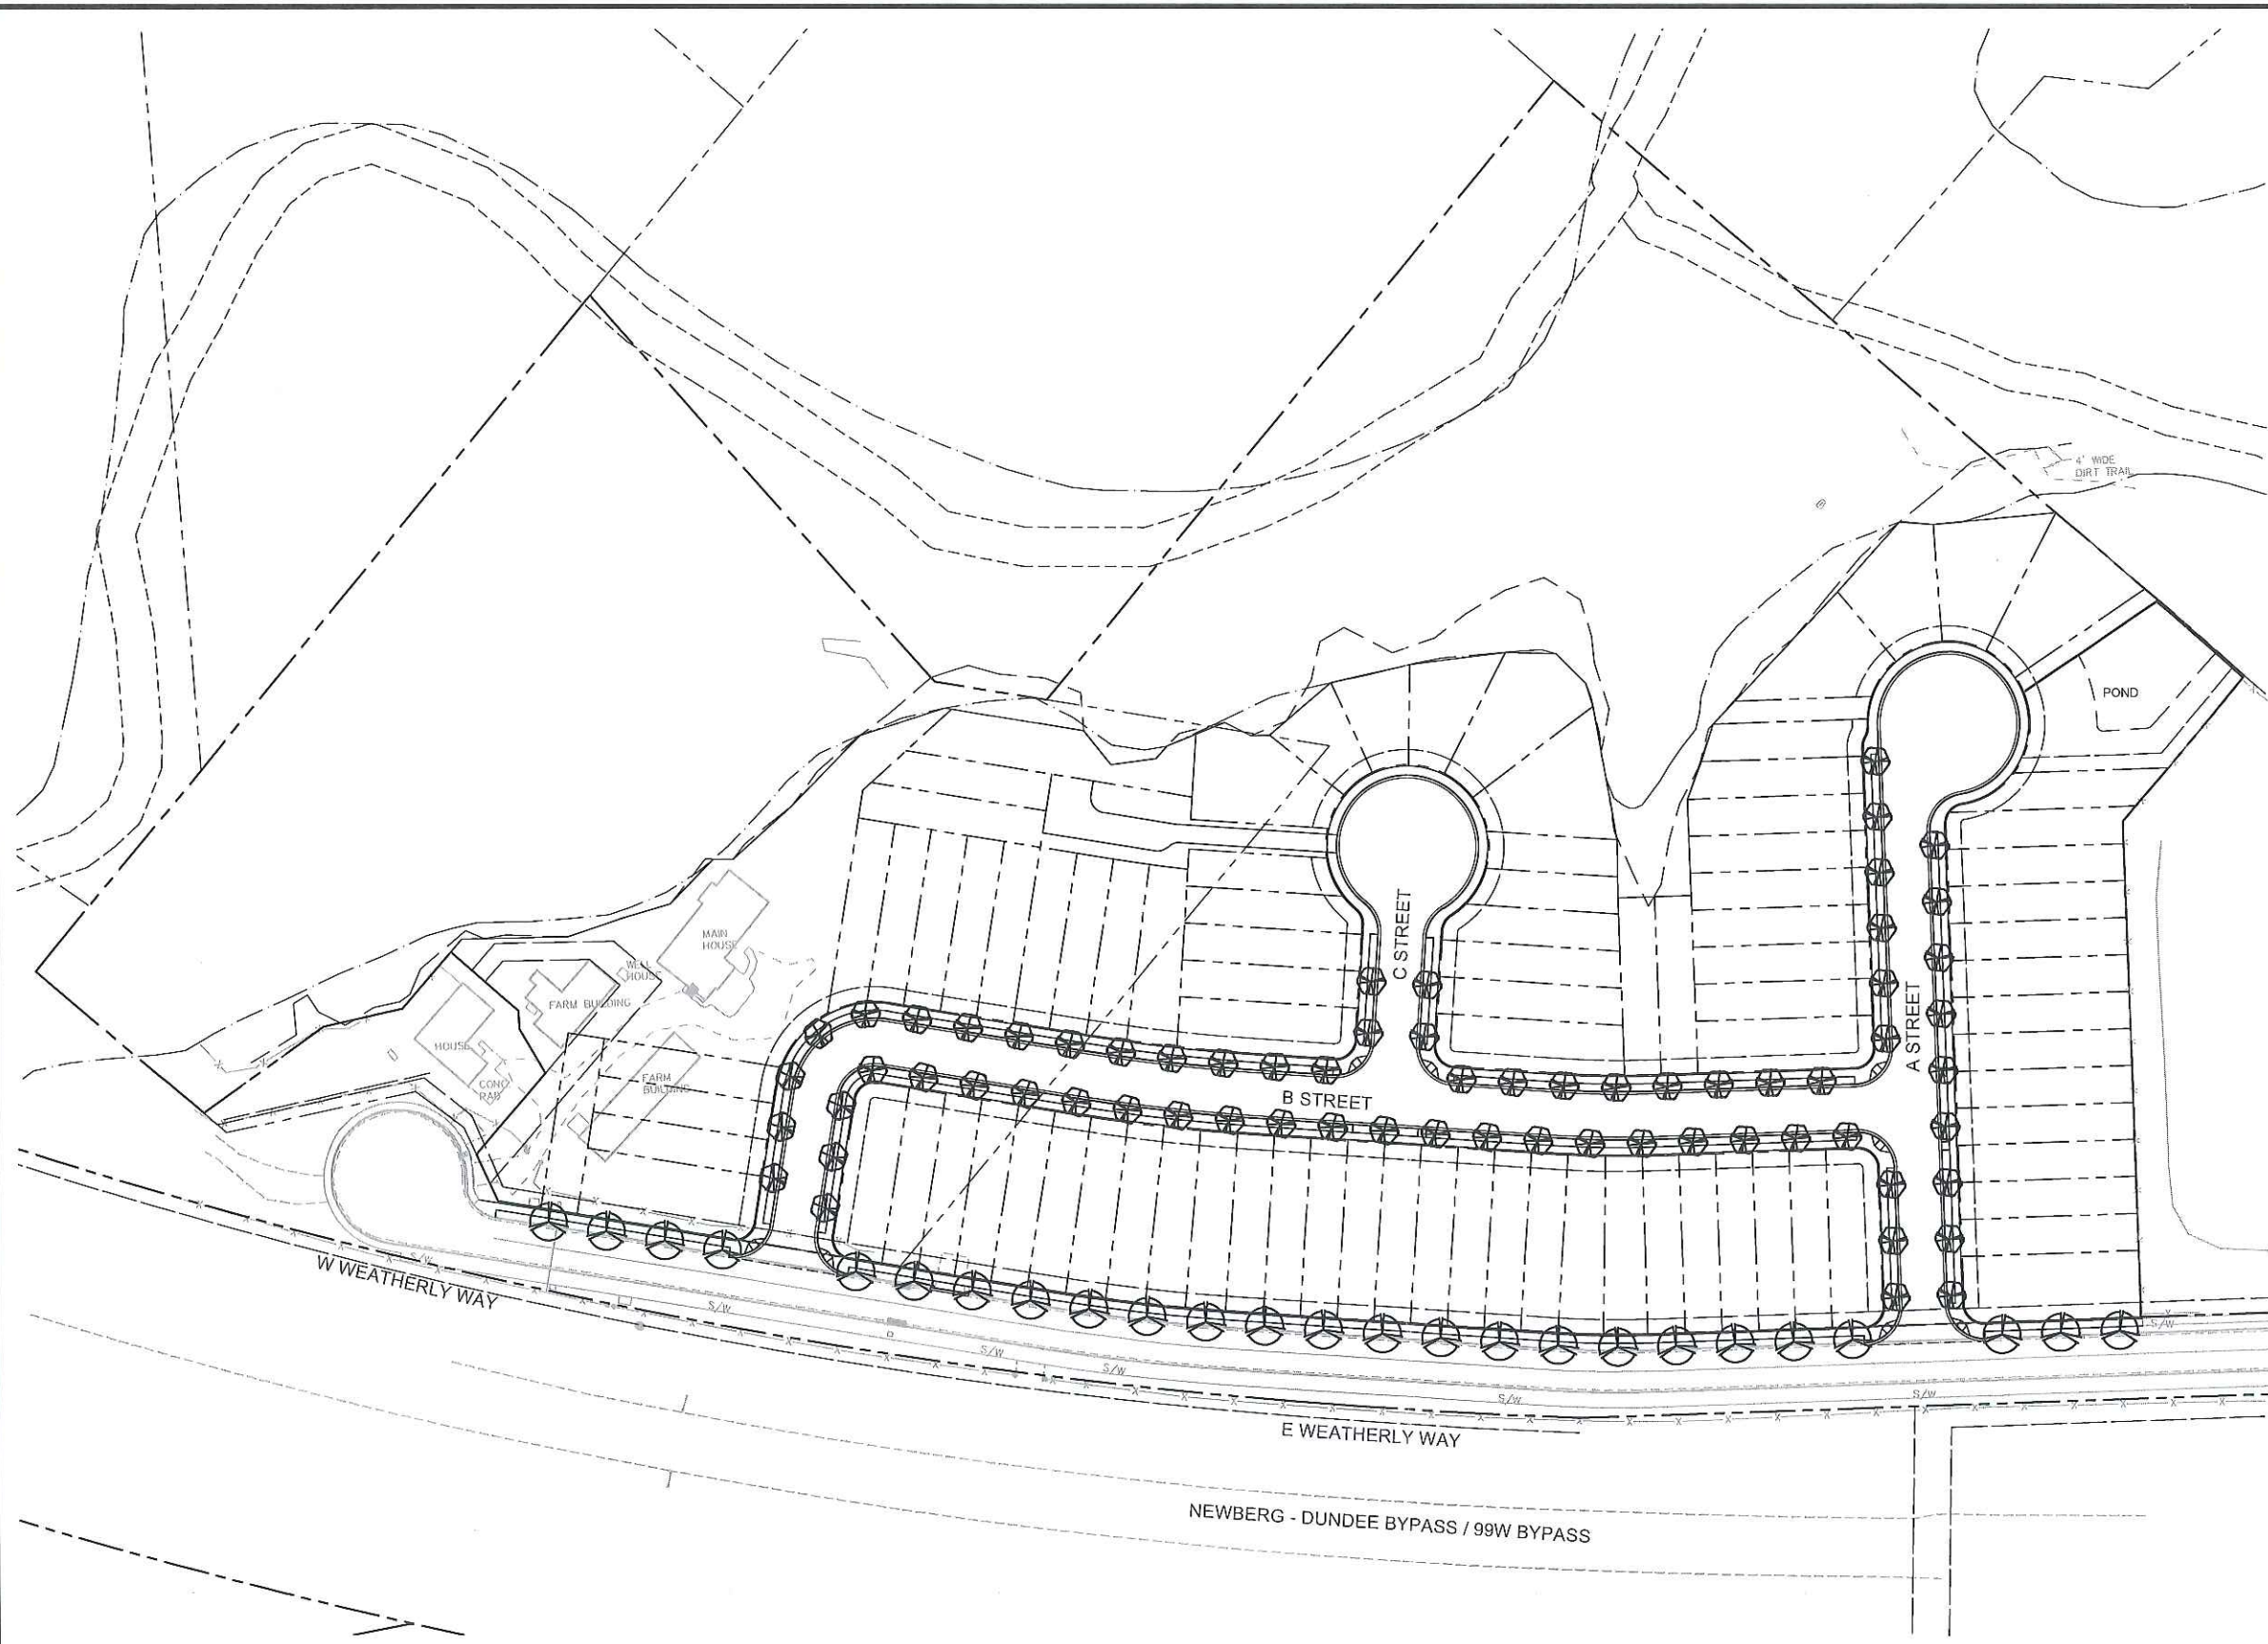 4' WIDE
DIRT TRAIL
POND
MAIN
HOUSE
WELL
HOUSE
FARM BUILDING
HOUSE
CONC
PAD
FARM
BUILDING
C STREET
A STREET
B STREET
W WEATHERLY WAY
S/W
S/W
S/W
S/W
S/W
S/W
S/W
E WEATHERLY WAY
NEWBERG - DUNDEE BYPASS / 99W BYPASS